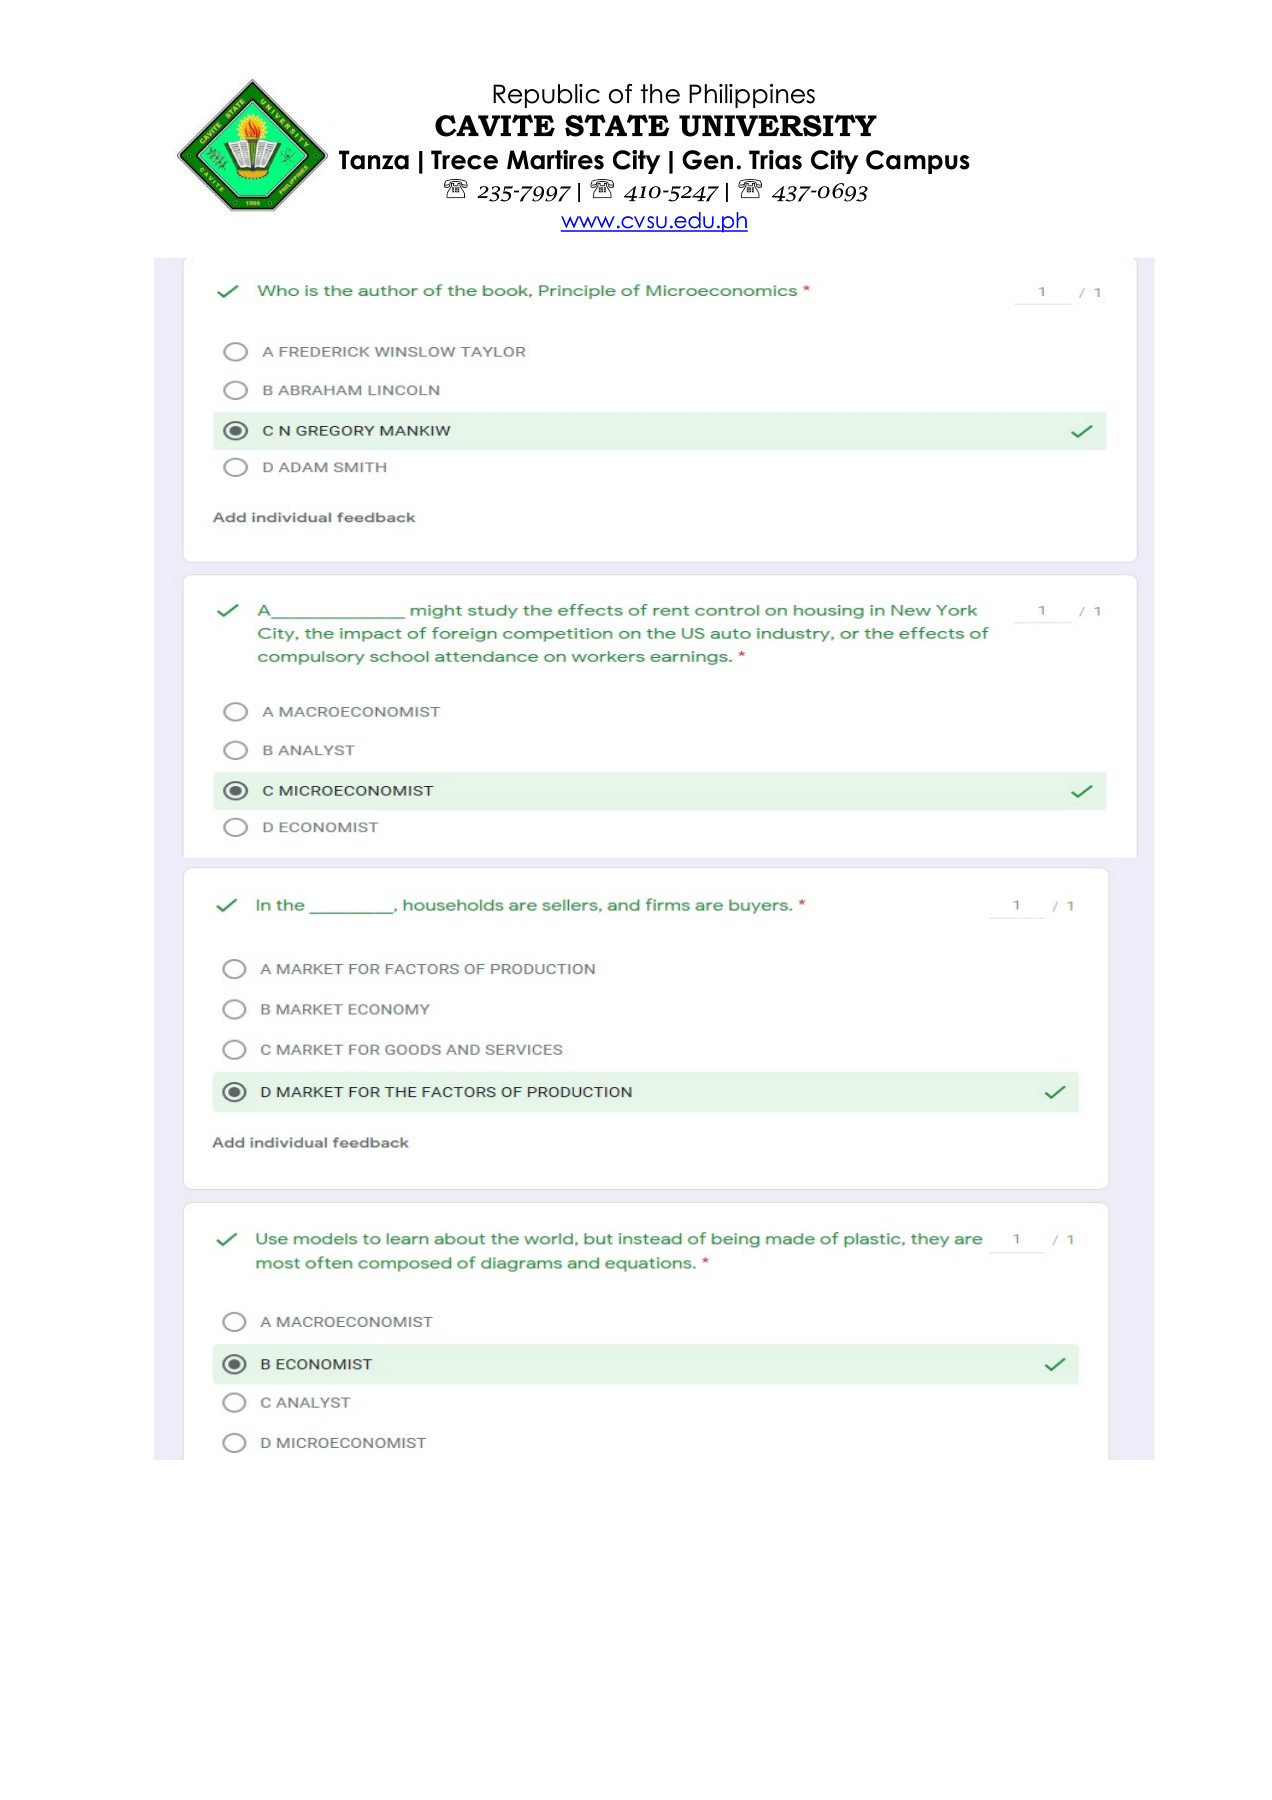 Republic of the Philippines
CAVITE STATE UNIVERSITY
Tanza | Trece Martires City | Gen. Trias City Campus
☏ 235-7997 | ☏ 410-5247 | ☏ 437-0693
www.cvsu.edu.ph
CAVITE STATE UNIVERSITY
CAVITE PHILIPPINES
1906
Who is the author of the book, Principle of Microeconomics * 1 / 1
A FREDERICK WINSLOW TAYLOR
B ABRAHAM LINCOLN
C N GREGORY MANKIW
D ADAM SMITH
Add individual feedback
A______________ might study the effects of rent control on housing in New York 1 / 1
City, the impact of foreign competition on the US auto industry, or the effects of
compulsory school attendance on workers earnings. *
A MACROECONOMIST
B ANALYST
C MICROECONOMIST
D ECONOMIST
In the _________, households are sellers, and firms are buyers. * 1 / 1
A MARKET FOR FACTORS OF PRODUCTION
B MARKET ECONOMY
C MARKET FOR GOODS AND SERVICES
D MARKET FOR THE FACTORS OF PRODUCTION
Add individual feedback
Use models to learn about the world, but instead of being made of plastic, they are 1 / 1
most often composed of diagrams and equations. *
A MACROECONOMIST
B ECONOMIST
C ANALYST
D MICROECONOMIST